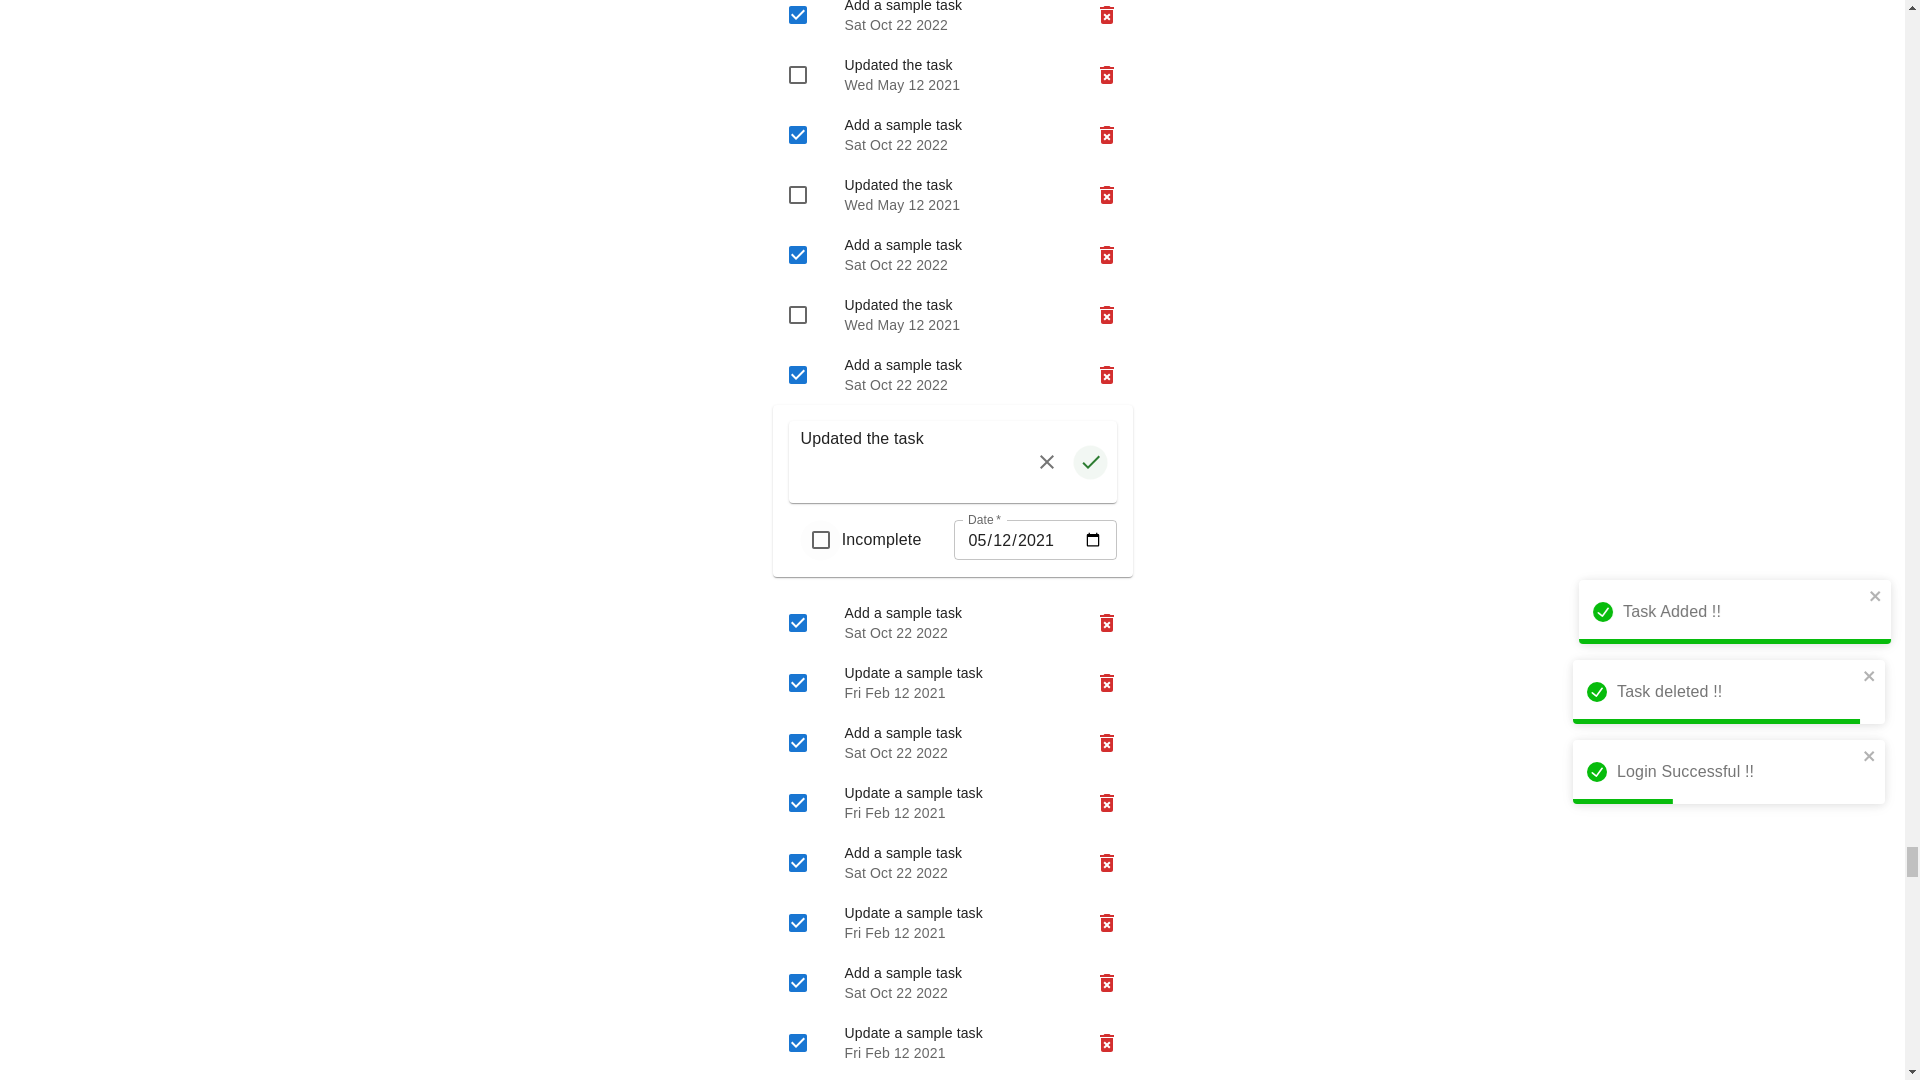 Add a sample task
Sat Oct 22 2022
Updated the task
Wed May 12 2021
Add a sample task
Sat Oct 22 2022
Updated the task
Wed May 12 2021
Add a sample task
Sat Oct 22 2022
Updated the task
Wed May 12 2021
Add a sample task
Sat Oct 22 2022
Updated the task
Date *
Incomplete
05/12/2021
Add a sample task
Sat Oct 22 2022
Update a sample task
Fri Feb 12 2021
Add a sample task
Sat Oct 22 2022
Update a sample task
Fri Feb 12 2021
Add a sample task
Sat Oct 22 2022
Update a sample task
Fri Feb 12 2021
Add a sample task
Sat Oct 22 2022
Update a sample task
Fri Feb 12 2021
Task Added !!
Task deleted !!
Login Successful !!